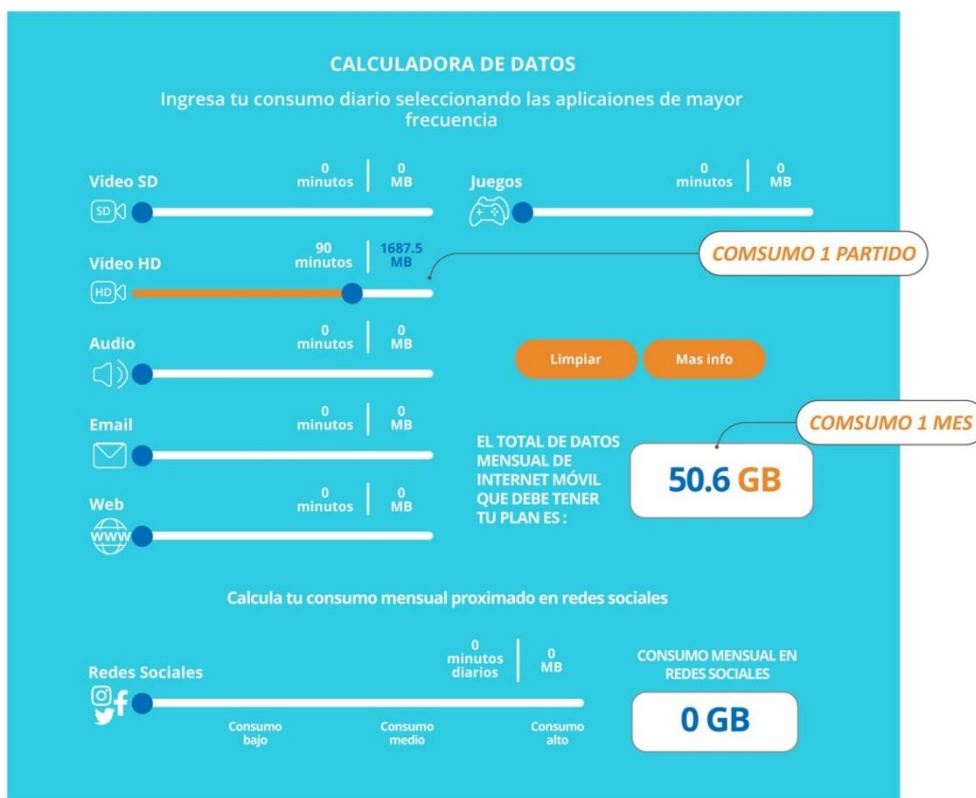 CALCULADORA DE DATOS
Ingresa tu consumo diario seleccionando las aplicaiones de mayor
frecuencia
Video SD
0
minutos
0
MB
SD
Juegos
0
minutos
0
MB
Video HD
90
minutos
1687.5
MB
HD
COMSUMO 1 PARTIDO
Audio
0
minutos
0
MB
Limpiar
Mas info
Email
0
minutos
0
MB
COMSUMO 1 MES
EL TOTAL DE DATOS
MENSUAL DE
INTERNET MÓVIL
QUE DEBE TENER
TU PLAN ES :
50.6 GB
Web
0
minutos
0
MB
WWW
Calcula tu consumo mensual proximado en redes sociales
Redes Sociales
0
minutos
diarios
0
MB
Consumo
bajo
Consumo
medio
Consumo
alto
CONSUMO MENSUAL EN
REDES SOCIALES
0 GB